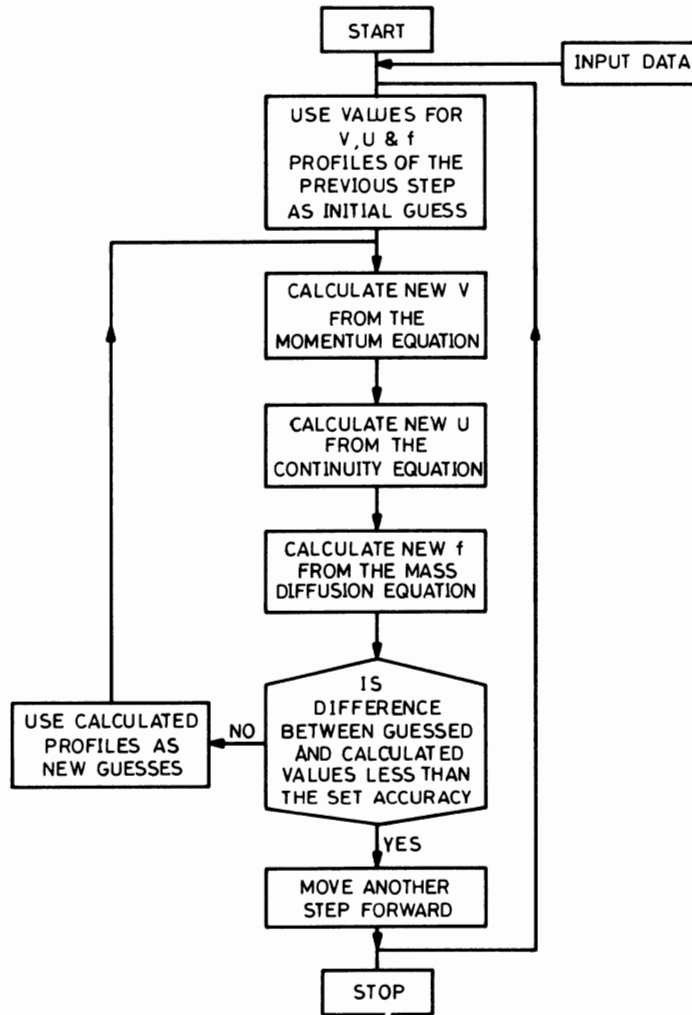 START
INPUT DATA
USE VALUES FOR
V,U & f
PROFILES OF THE
PREVIOUS STEP
AS INITIAL GUESS
CALCULATE NEW V
FROM THE
MOMENTUM EQUATION
CALCULATE NEW U
FROM THE
CONTINUITY EQUATION
CALCULATE NEW f
FROM THE MASS
DIFFUSION EQUATION
IS
DIFFERENCE
BETWEEN GUESSED
AND CALCULATED
VALUES LESS THAN
THE SET ACCURACY
NO
USE CALCULATED
PROFILES AS
NEW GUESSES
YES
MOVE ANOTHER
STEP FORWARD
STOP